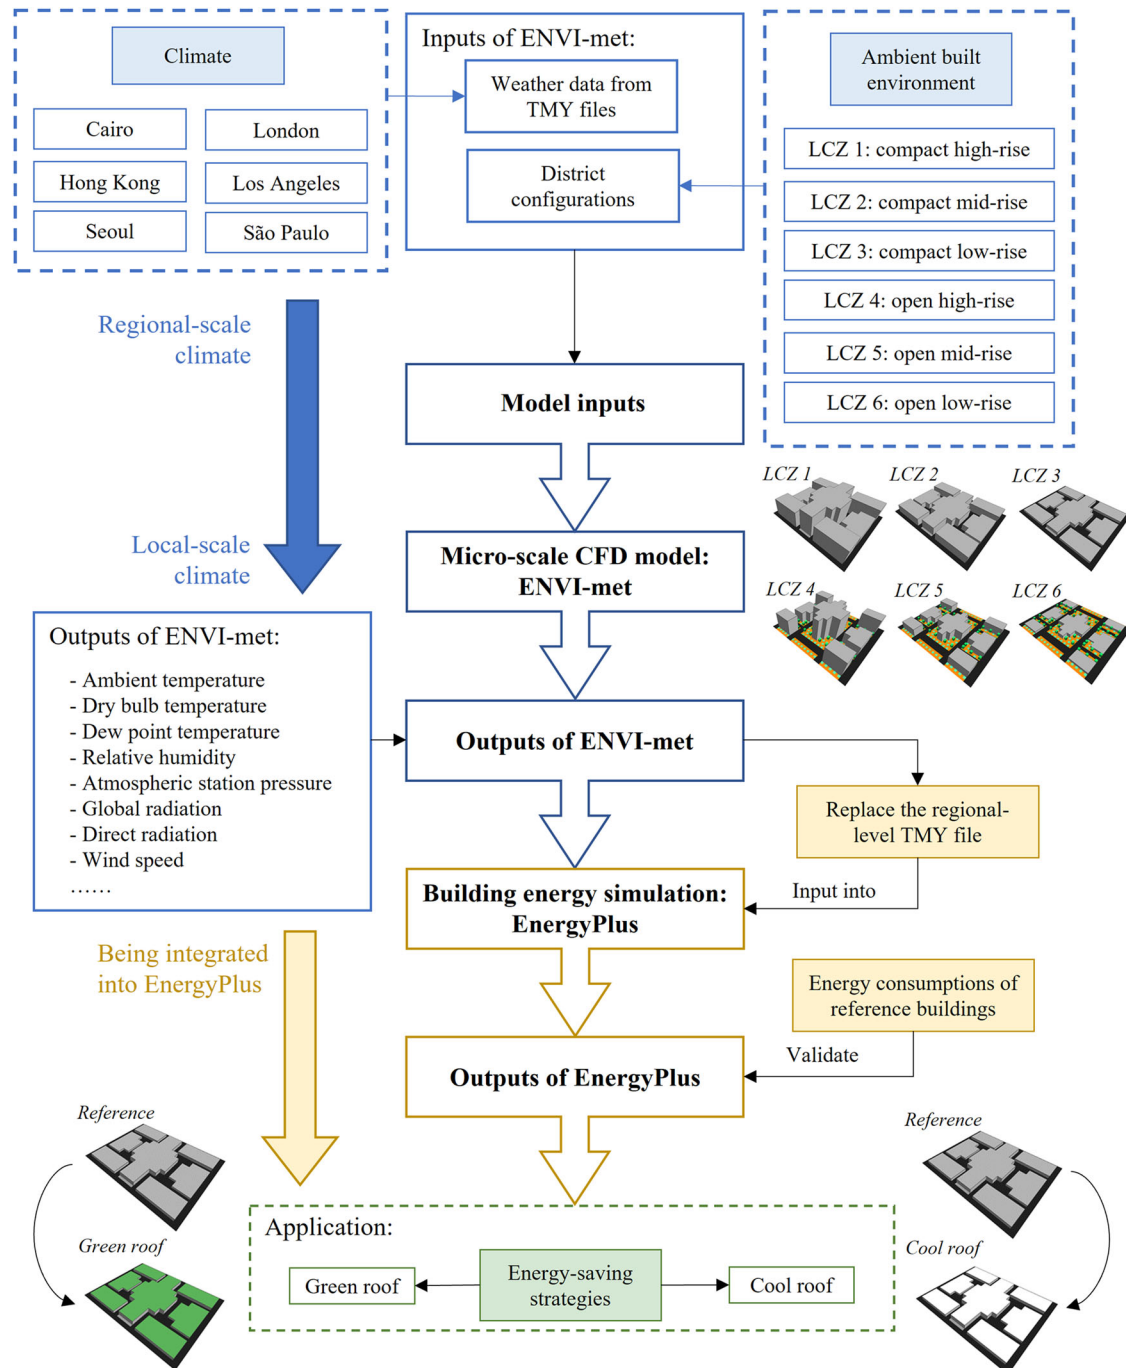 Climate
Cairo
London
Hong Kong
Los Angeles
Seoul
São Paulo
Inputs of ENVI-met:
Weather data from
TMY files
District
configurations
Ambient built
environment
LCZ 1: compact high-rise
LCZ 2: compact mid-rise
LCZ 3: compact low-rise
LCZ 4: open high-rise
LCZ 5: open mid-rise
LCZ 6: open low-rise
Regional-scale
climate
Local-scale
climate
Model inputs
Micro-scale CFD model:
ENVI-met
LCZ 1
LCZ 2
LCZ 3
LCZ 4
LCZ 5
LCZ 6
Outputs of ENVI-met:
- Ambient temperature
- Dry bulb temperature
- Dew point temperature
- Relative humidity
- Atmospheric station pressure
- Global radiation
- Direct radiation
- Wind speed
……
Outputs of ENVI-met
Replace the regional-
level TMY file
Input into
Building energy simulation:
EnergyPlus
Being integrated
into EnergyPlus
Energy consumptions of
reference buildings
Validate
Outputs of EnergyPlus
Reference
Green roof
Reference
Cool roof
Application:
Green roof
Energy-saving
strategies
Cool roof